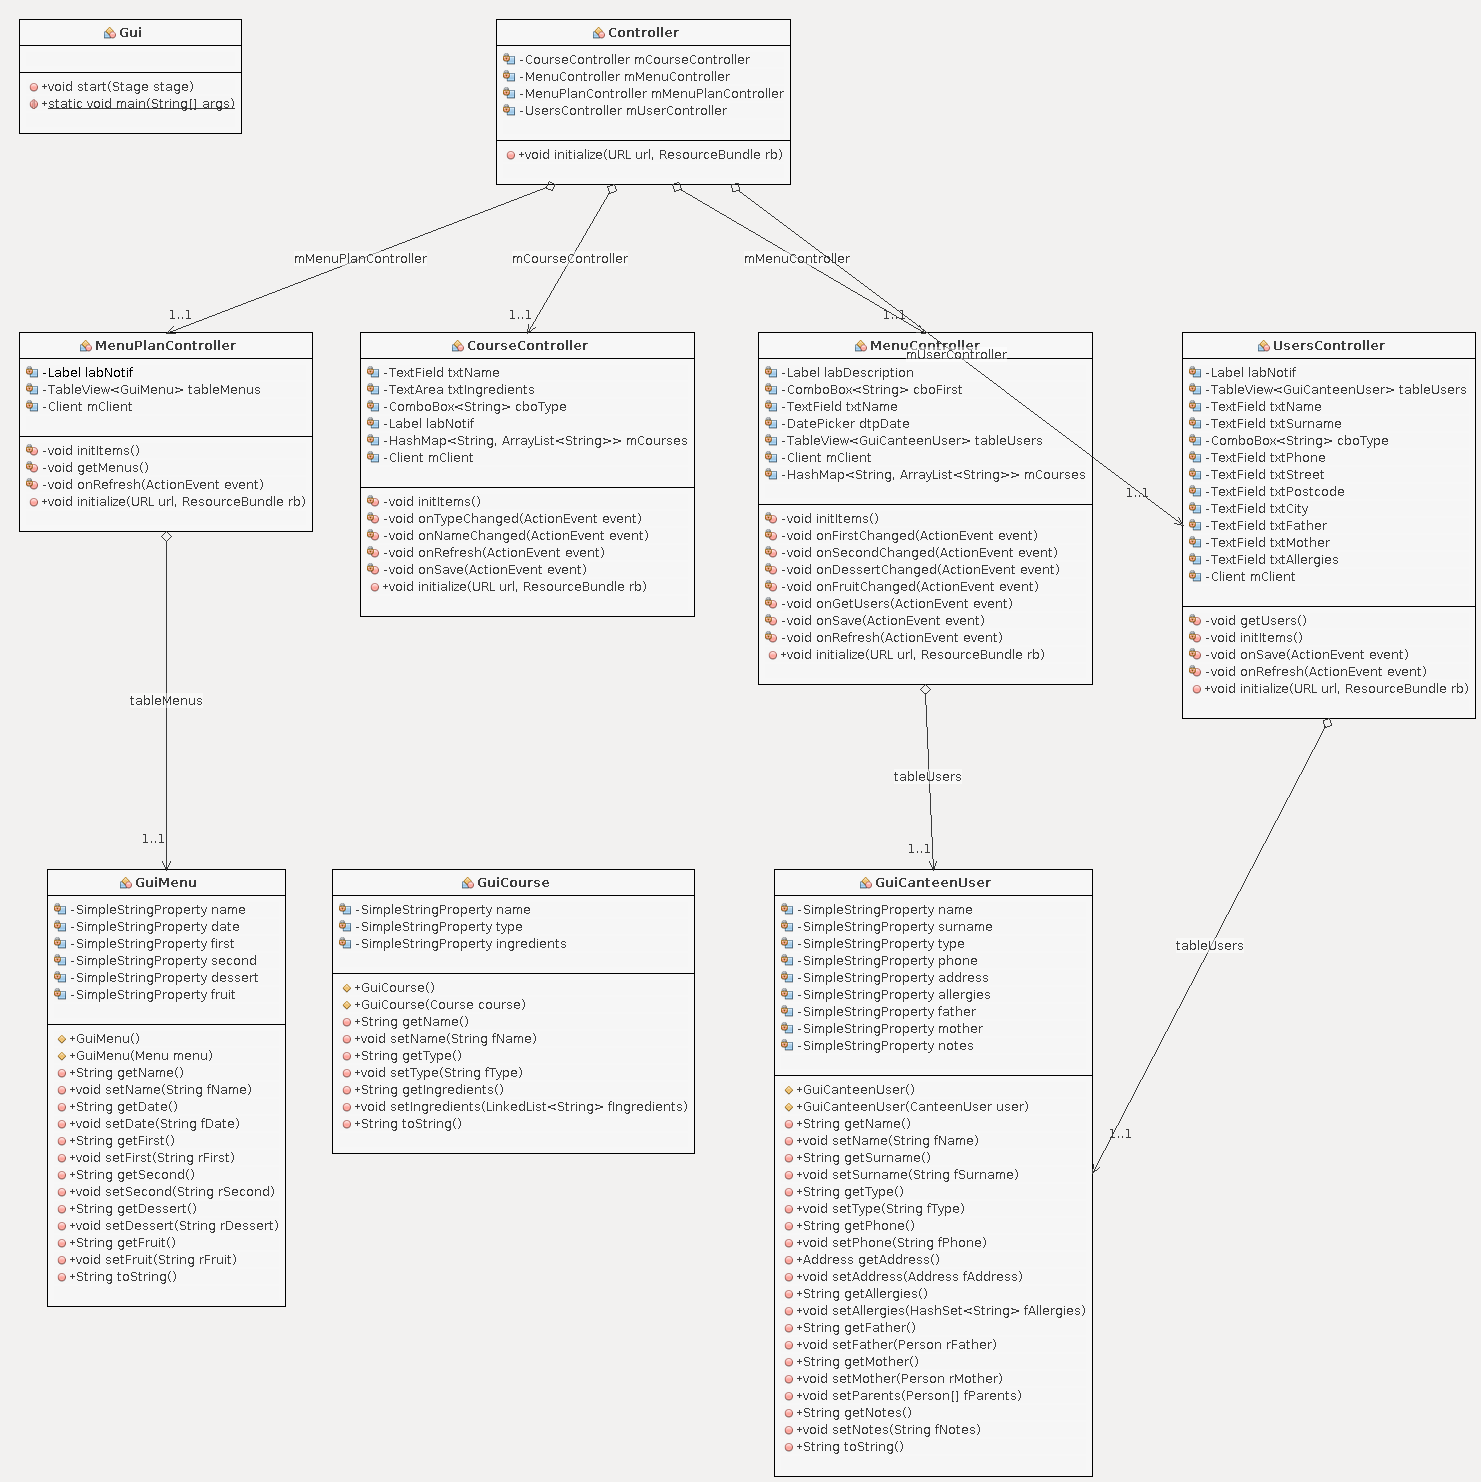 Gui
+void start(Stage stage)
+static void main(String[] args)
Controller
-CourseController mCourseController
-MenuController mMenuController
-MenuPlanController mMenuPlanController
-UsersController mUserController
+void initialize(URL url, ResourceBundle rb)
mMenuPlanController
mCourseController
mMenuController
mUserController
1..1
1..1
1..1
1..1
MenuPlanController
-Label labNotif
-TableView<GuiMenu> tableMenus
-Client mClient
-void initItems()
-void getMenus()
-void onRefresh(ActionEvent event)
+void initialize(URL url, ResourceBundle rb)
CourseController
-TextField txtName
-TextArea txtIngredients
-ComboBox<String> cboType
-Label labNotif
-HashMap<String, ArrayList<String>> mCourses
-Client mClient
-void initItems()
-void onTypeChanged(ActionEvent event)
-void onNameChanged(ActionEvent event)
-void onRefresh(ActionEvent event)
-void onSave(ActionEvent event)
+void initialize(URL url, ResourceBundle rb)
MenuController
-Label labDescription
-ComboBox<String> cboFirst
-TextField txtName
-DatePicker dtpDate
-TableView<GuiCanteenUser> tableUsers
-Client mClient
-HashMap<String, ArrayList<String>> mCourses
-void initItems()
-void onFirstChanged(ActionEvent event)
-void onSecondChanged(ActionEvent event)
-void onDessertChanged(ActionEvent event)
-void onFruitChanged(ActionEvent event)
-void onGetUsers(ActionEvent event)
-void onSave(ActionEvent event)
-void onRefresh(ActionEvent event)
+void initialize(URL url, ResourceBundle rb)
UsersController
-Label labNotif
-TableView<GuiCanteenUser> tableUsers
-TextField txtName
-TextField txtSurname
-ComboBox<String> cboType
-TextField txtPhone
-TextField txtStreet
-TextField txtPostcode
-TextField txtCity
-TextField txtFather
-TextField txtMother
-TextField txtAllergies
-Client mClient
-void getUsers()
-void initItems()
-void onSave(ActionEvent event)
-void onRefresh(ActionEvent event)
+void initialize(URL url, ResourceBundle rb)
tableMenus
1..1
tableUsers
1..1
tableUsers
1..1
GuiMenu
-SimpleStringProperty name
-SimpleStringProperty date
-SimpleStringProperty first
-SimpleStringProperty second
-SimpleStringProperty dessert
-SimpleStringProperty fruit
+GuiMenu()
+GuiMenu(Menu menu)
+String getName()
+void setName(String fName)
+String getDate()
+void setDate(String fDate)
+String getFirst()
+void setFirst(String rFirst)
+String getSecond()
+void setSecond(String rSecond)
+String getDessert()
+void setDessert(String rDessert)
+String getFruit()
+void setFruit(String rFruit)
+String toString()
GuiCourse
-SimpleStringProperty name
-SimpleStringProperty type
-SimpleStringProperty ingredients
+GuiCourse()
+GuiCourse(Course course)
+String getName()
+void setName(String fName)
+String getType()
+void setType(String fType)
+String getIngredients()
+void setIngredients(LinkedList<String> fIngredients)
+String toString()
GuiCanteenUser
-SimpleStringProperty name
-SimpleStringProperty surname
-SimpleStringProperty type
-SimpleStringProperty phone
-SimpleStringProperty address
-SimpleStringProperty allergies
-SimpleStringProperty father
-SimpleStringProperty mother
-SimpleStringProperty notes
+GuiCanteenUser()
+GuiCanteenUser(CanteenUser user)
+String getName()
+void setName(String fName)
+String getSurname()
+void setSurname(String fSurname)
+String getType()
+void setType(String fType)
+String getPhone()
+void setPhone(String fPhone)
+Address getAddress()
+void setAddress(Address fAddress)
+String getAllergies()
+void setAllergies(HashSet<String> fAllergies)
+String getFather()
+void setFather(Person rFather)
+String getMother()
+void setMother(Person rMother)
+void setParents(Person[] fParents)
+String getNotes()
+void setNotes(String fNotes)
+String toString()